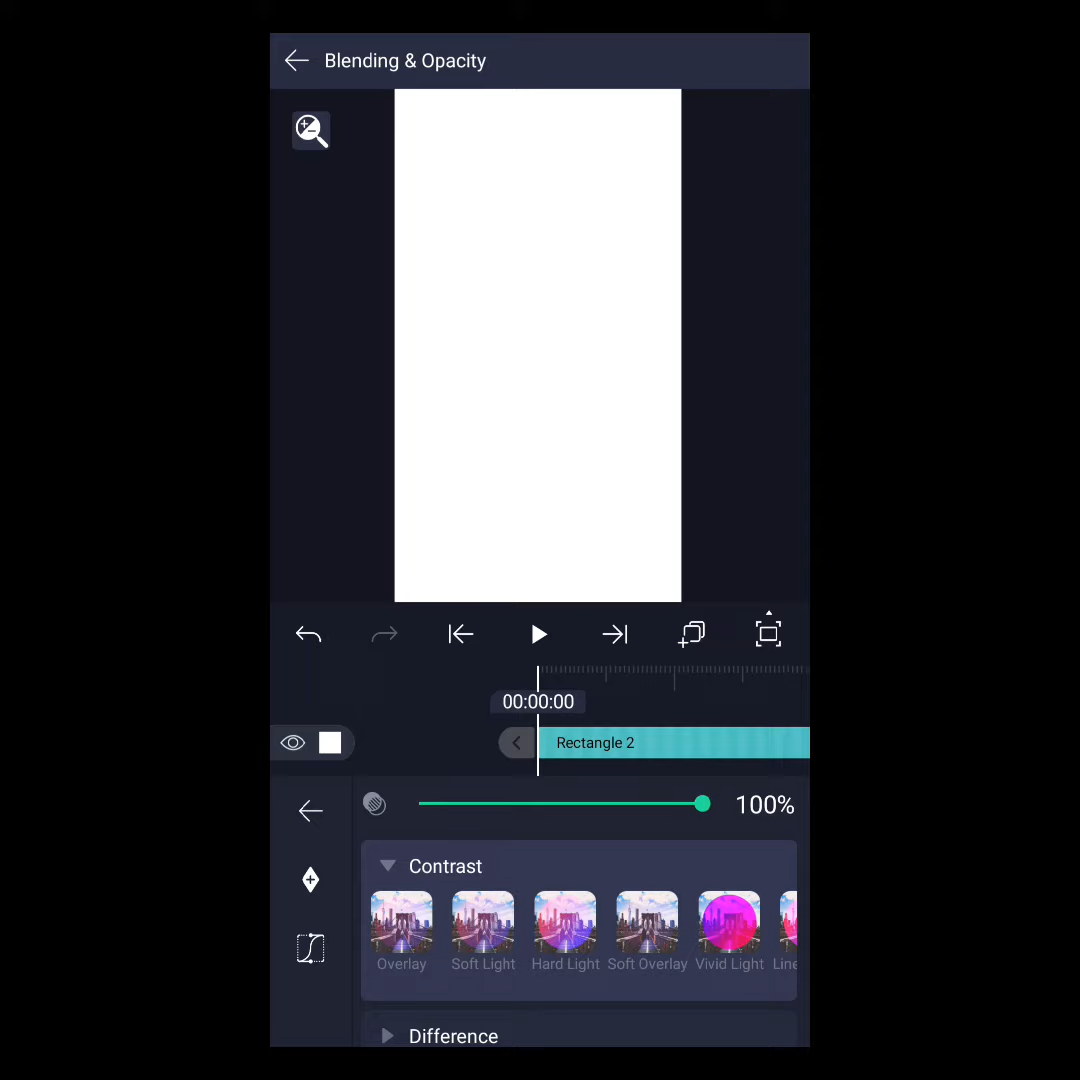 Blending & Opacity
00:00:00
Rectangle 2
100%
Contrast
Overlay
Soft Light
Hard Light
Soft Overlay
Vivid Light
Line
Difference